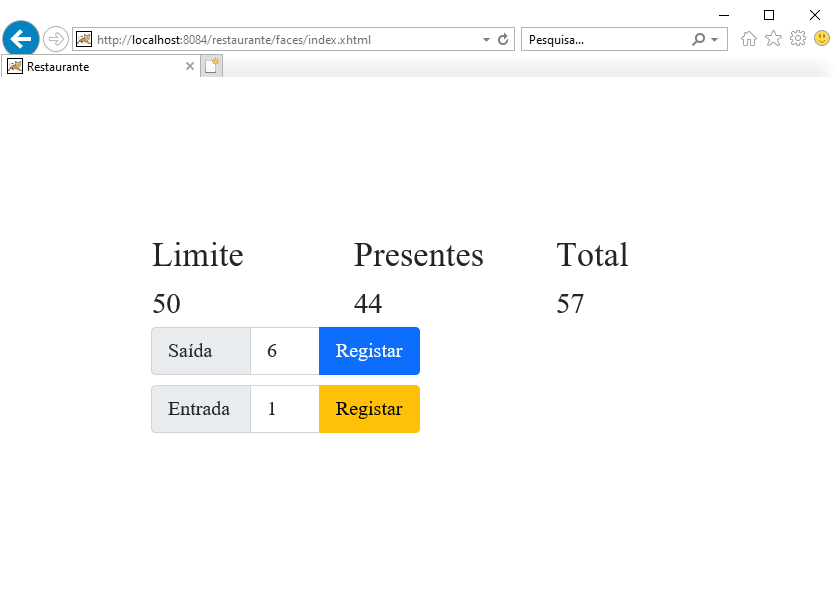 http://localhost:8084/restaurante/faces/index.xhtml
Pesquisa...
Restaurante
Limite Presentes Total
50 44 57
Saída 6 Registar
Entrada 1 Registar